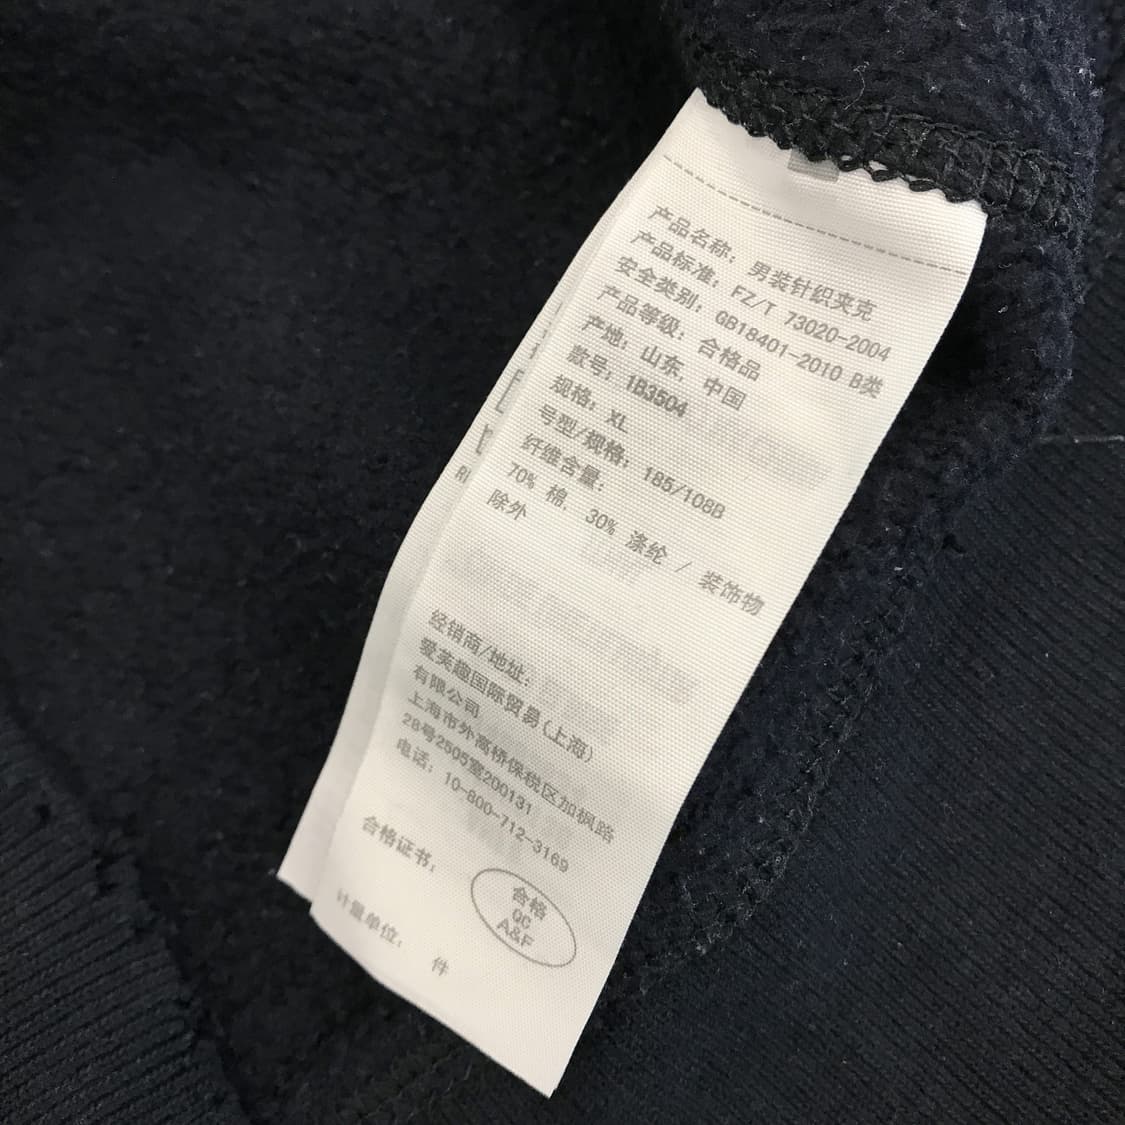 产品名称：男装针织夹克
产品标准：FZ/T 73020-2004
安全类别：GB18401-2010 B类
产品等级：合格品
产地：山东，中国
款号：1B3504
规格：XL
号型/规格：185/108B
纤维含量：
70% 棉，30% 涤纶 / 装饰物
除外
经销商/地址：
爱芙趣国际贸易(上海)
有限公司
上海市外高桥保税区加枫路
28号2505室200131
电话：10-800-712-3169
合格证书：
合格
QC
A&F
计量单位：
件